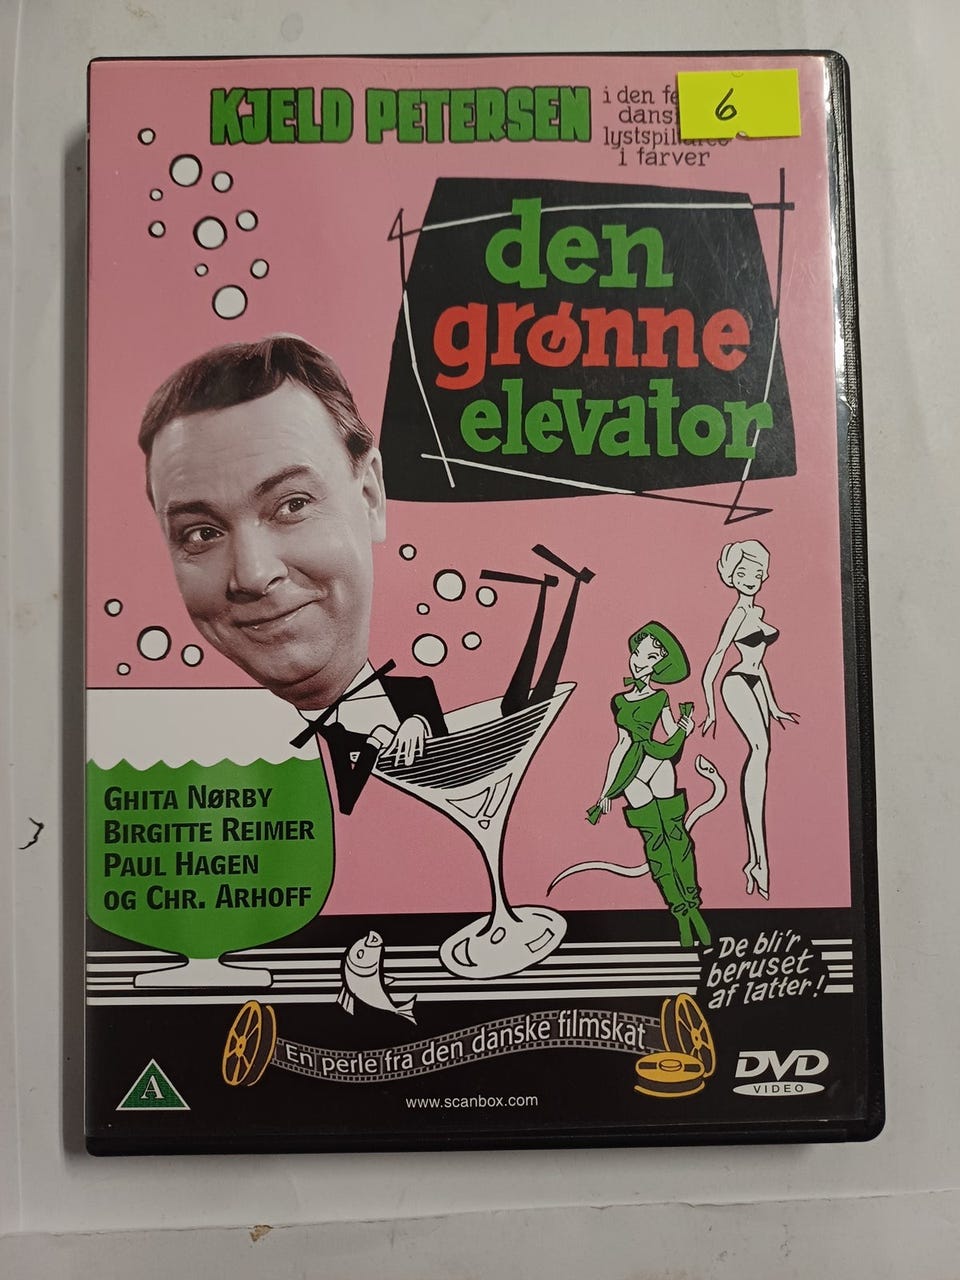 KJELD PETERSEN
i den
6
lystspil
i farver
den
grønne
elevator
GHITA NØRBY
BIRGITTE REIMER
PAUL HAGEN
OG CHR. ARHOFF
- De bli'r
beruset
af latter!
En perle fra den danske filmskat
A
DVD
VIDEO
www.scanbox.com